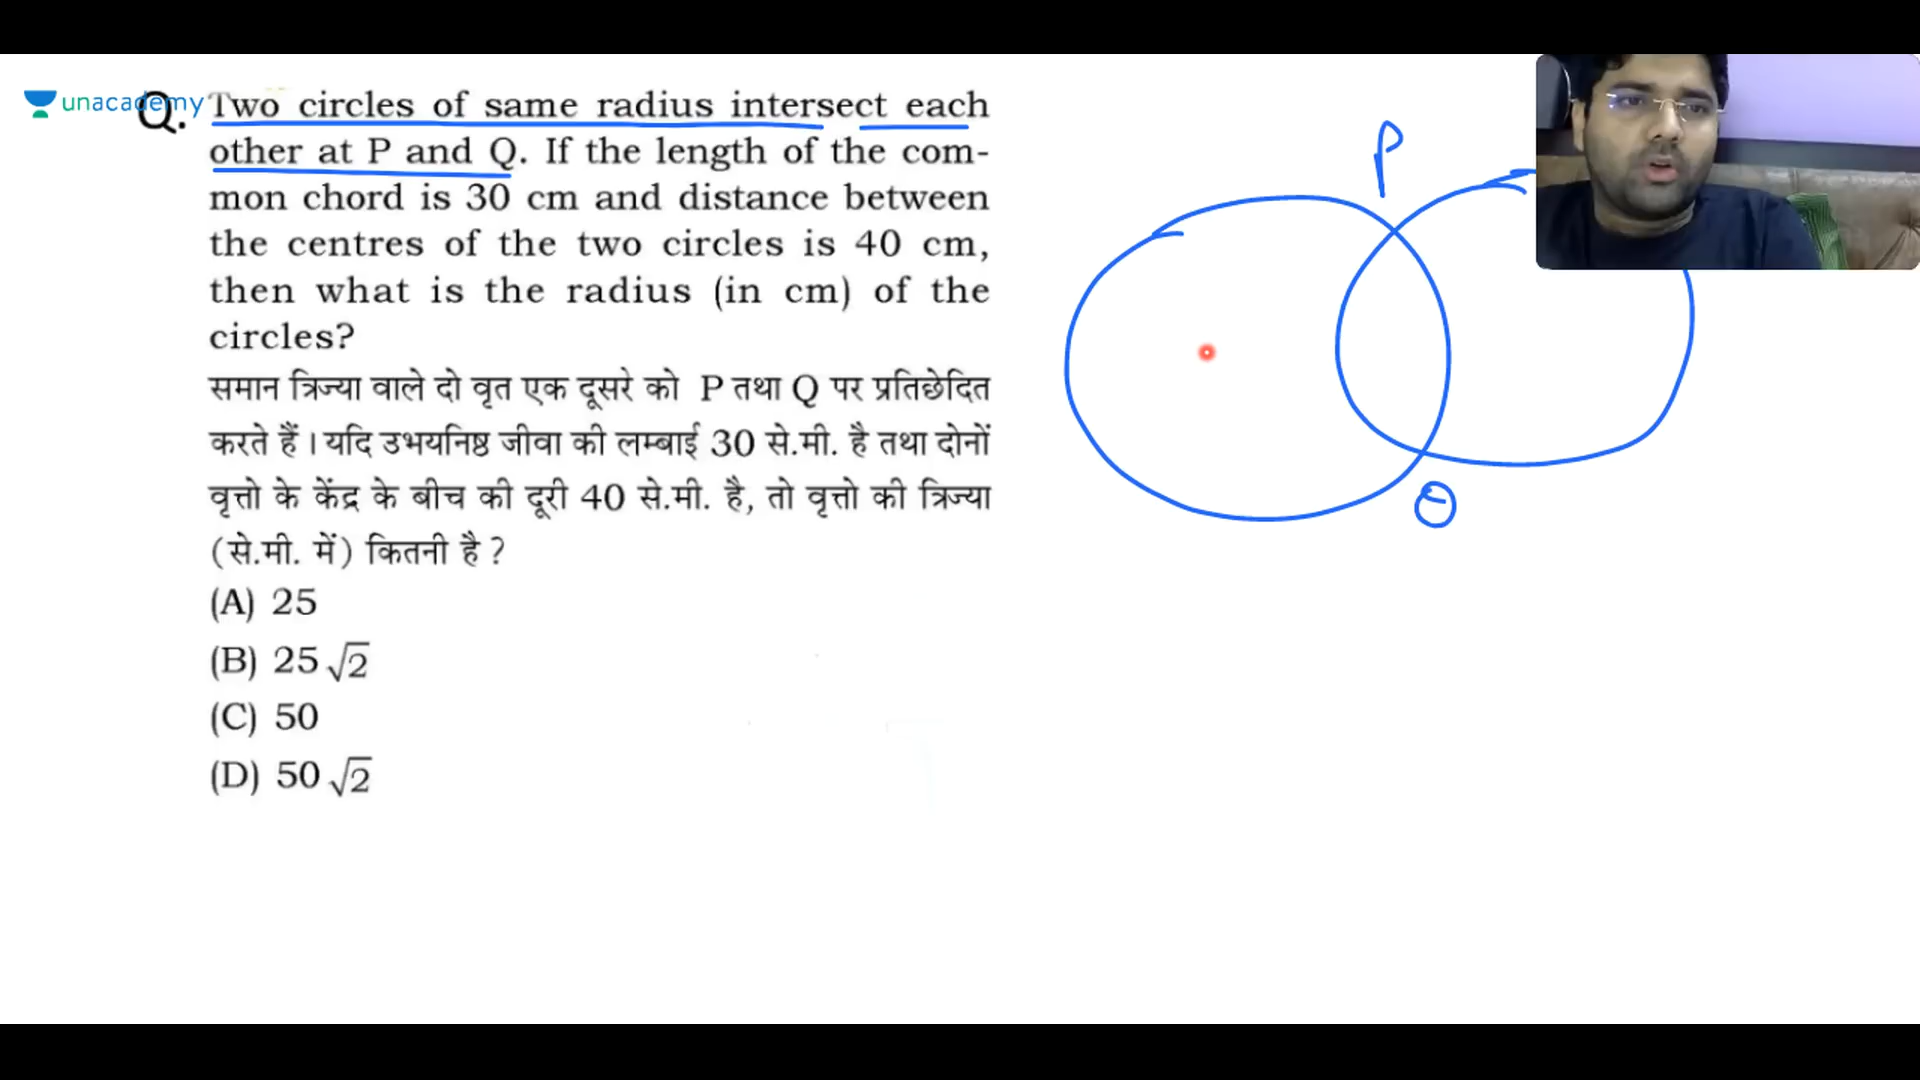 unacademy
Q. Two circles of same radius intersect each
other at P and Q. If the length of the com-
mon chord is 30 cm and distance between
the centres of the two circles is 40 cm,
then what is the radius (in cm) of the
circles?
समान त्रिज्या वाले दो वृत एक दूसरे को P तथा Q पर प्रतिछेदित
करते हैं। यदि उभयनिष्ठ जीवा की लम्बाई 30 से.मी. है तथा दोनों
वृत्तो के केंद्र के बीच की दूरी 40 से.मी. है, तो वृत्तो की त्रिज्या
(से.मी. में) कितनी है ?
(A) 25
(B) 25√2
(C) 50
(D) 50√2
P
Q